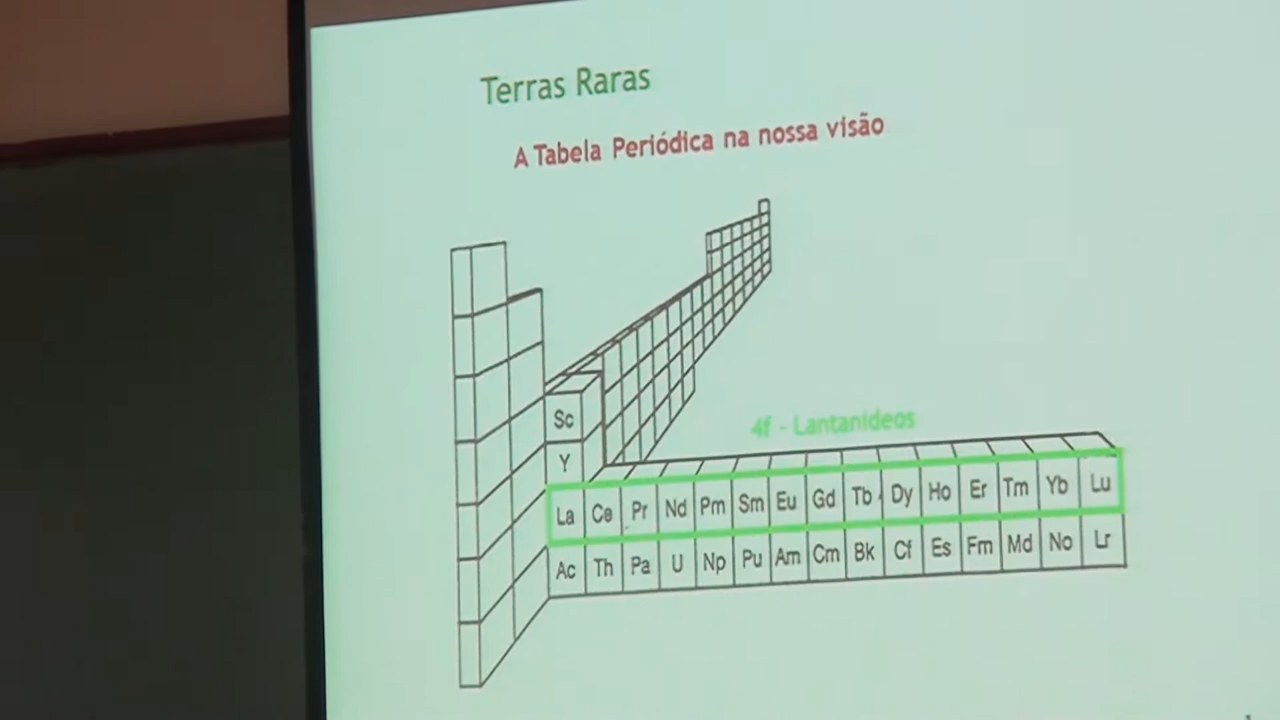 Terras Raras
A Tabela Periódica na nossa visão
Sc
4f - Lantanídeos
Y
La Ce Pr Nd Pm Sm Eu Gd Tb Dy Ho Er Tm Yb Lu
Ac Th Pa U Np Pu Am Cm Bk Cf Es Fm Md No Lr